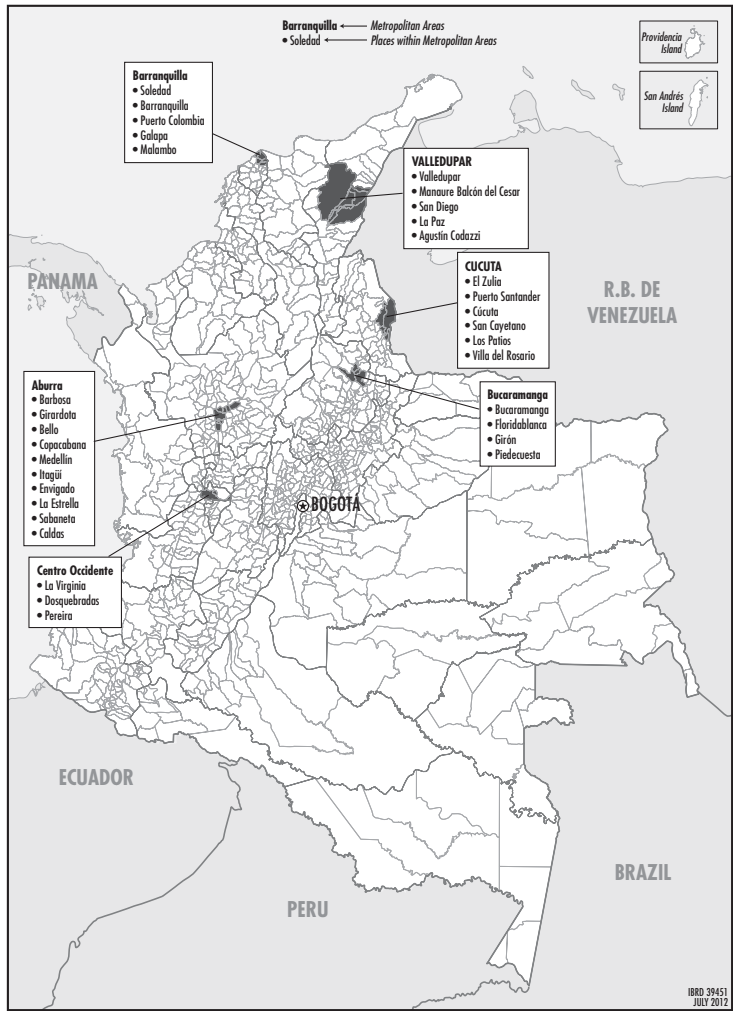 Barranquilla ← Metropolitan Areas
• Soledad ← Places within Metropolitan Areas
Providencia
Island
San Andrés
Island
Barranquilla
• Soledad
• Barranquilla
• Puerto Colombia
• Galapa
• Malambo
VALLEDUPAR
• Valledupar
• Manaure Balcón del Cesar
• San Diego
• La Paz
• Agustín Codazzi
CUCUTA
• El Zulia
• Puerto Santander
• Cúcuta
• San Cayetano
• Los Patios
• Villa del Rosario
PANAMA
R.B. DE
VENEZUELA
Aburra
• Barbosa
• Girardota
• Bello
• Copacabana
• Medellín
• Itagüí
• Envigado
• La Estrella
• Sabaneta
• Caldas
Bucaramanga
• Bucaramanga
• Floridablanca
• Girón
• Piedecuesta
BOGOTÁ
Centro Occidente
• La Virginia
• Dosquebradas
• Pereira
ECUADOR
PERU
BRAZIL
IBRD 39451
JULY 2012